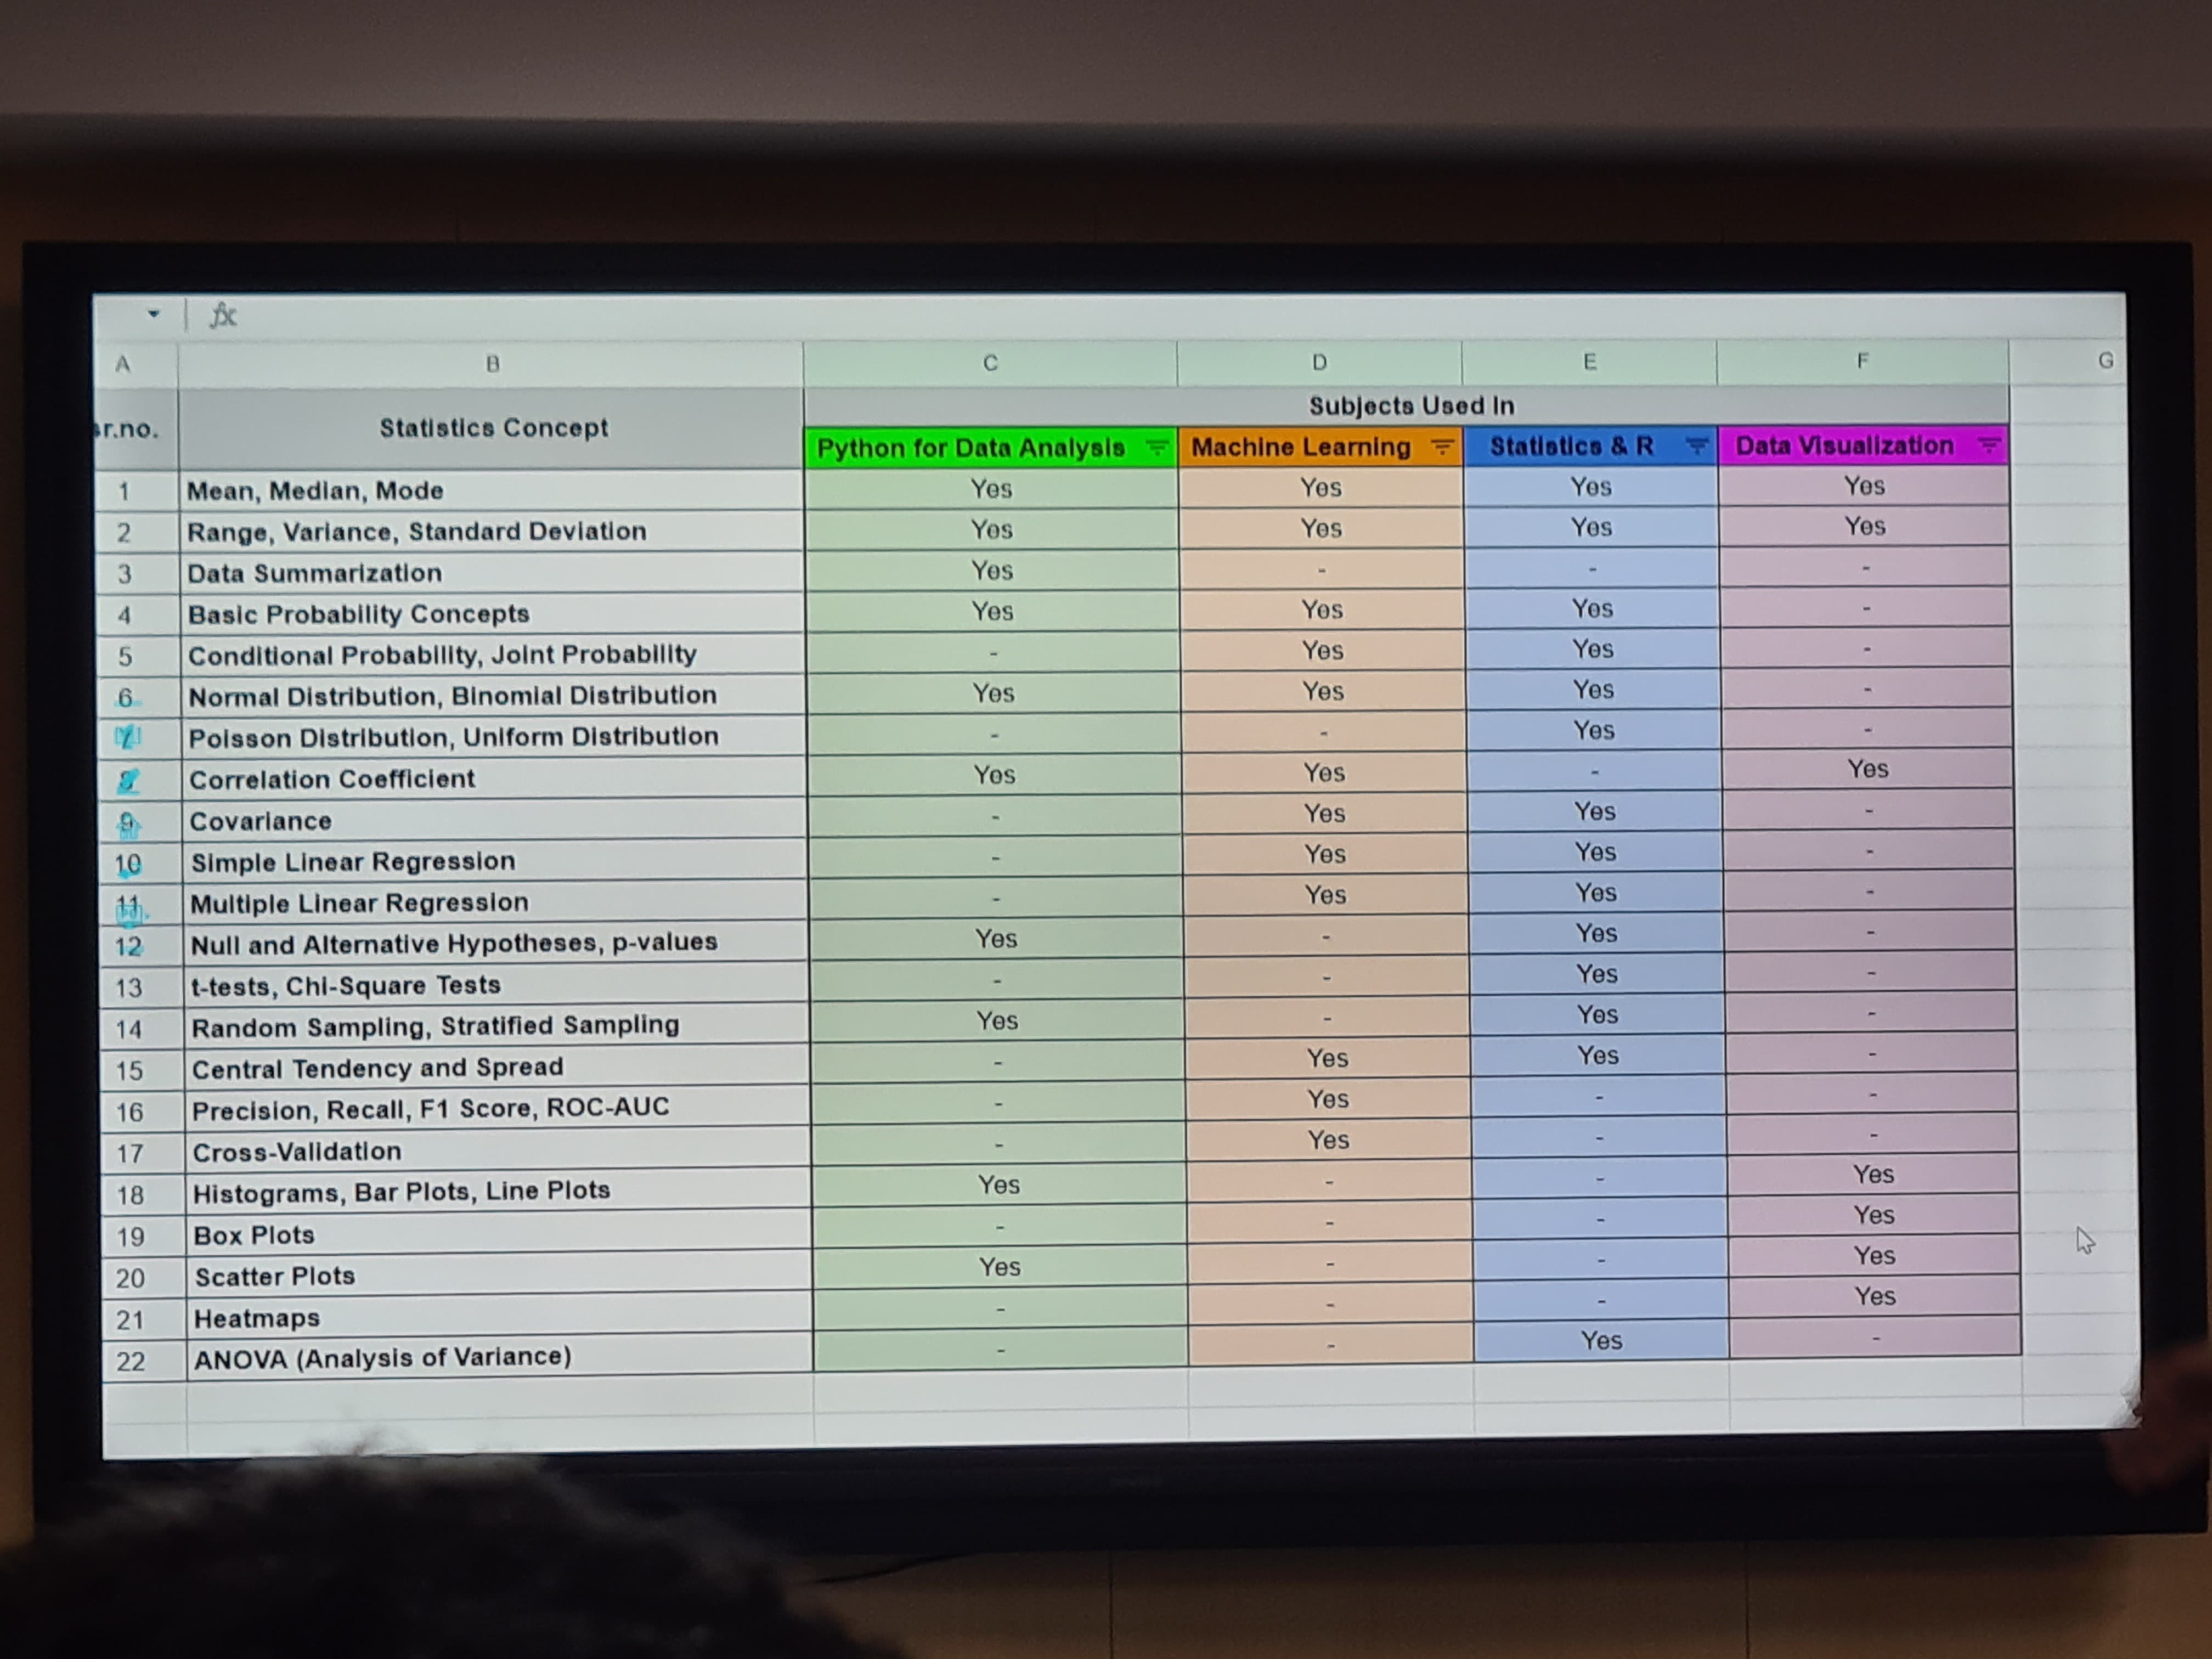 fx
A B C D E F G
sr.no. Statistics Concept Subjects Used In
Python for Data Analysis Machine Learning Statistics & R Data Visualization
1 Mean, Median, Mode Yes Yes Yes Yes
2 Range, Variance, Standard Deviation Yes Yes Yes Yes
3 Data Summarization Yes - - -
4 Basic Probability Concepts Yes Yes Yes -
5 Conditional Probability, Joint Probability - Yes Yes -
6 Normal Distribution, Binomial Distribution Yes Yes Yes -
7 Poisson Distribution, Uniform Distribution - - Yes -
8 Correlation Coefficient Yes Yes - Yes
9 Covariance - Yes Yes -
10 Simple Linear Regression - Yes Yes -
11 Multiple Linear Regression - Yes Yes -
12 Null and Alternative Hypotheses, p-values Yes - Yes -
13 t-tests, Chi-Square Tests - - Yes -
14 Random Sampling, Stratified Sampling Yes - Yes -
15 Central Tendency and Spread - Yes Yes -
16 Precision, Recall, F1 Score, ROC-AUC - Yes - -
17 Cross-Validation - Yes - -
18 Histograms, Bar Plots, Line Plots Yes - - Yes
19 Box Plots - - - Yes
20 Scatter Plots Yes - - Yes
21 Heatmaps - - - Yes
22 ANOVA (Analysis of Variance) - - Yes -